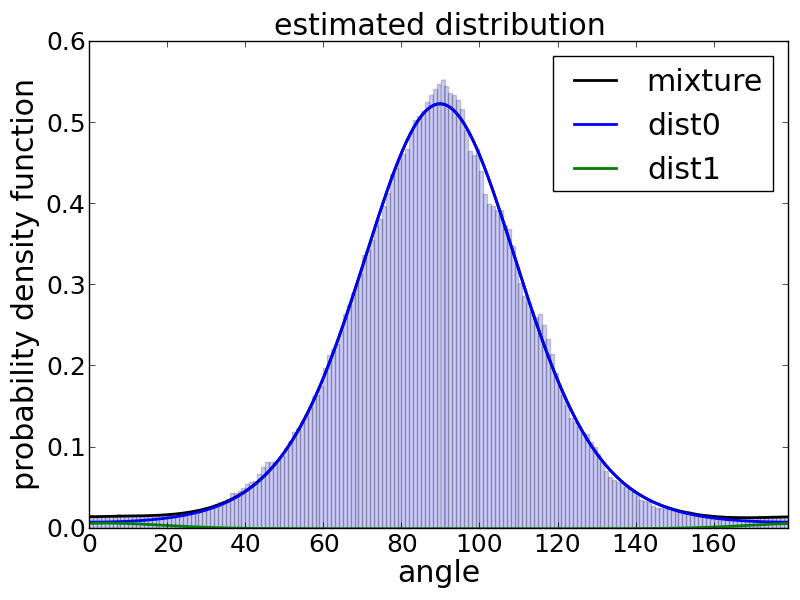 estimated distribution
0.6
0.5
0.4
0.3
0.2
0.1
0.0
probability density function
mixture
dist0
dist1
0 20 40 60 80 100 120 140 160
angle